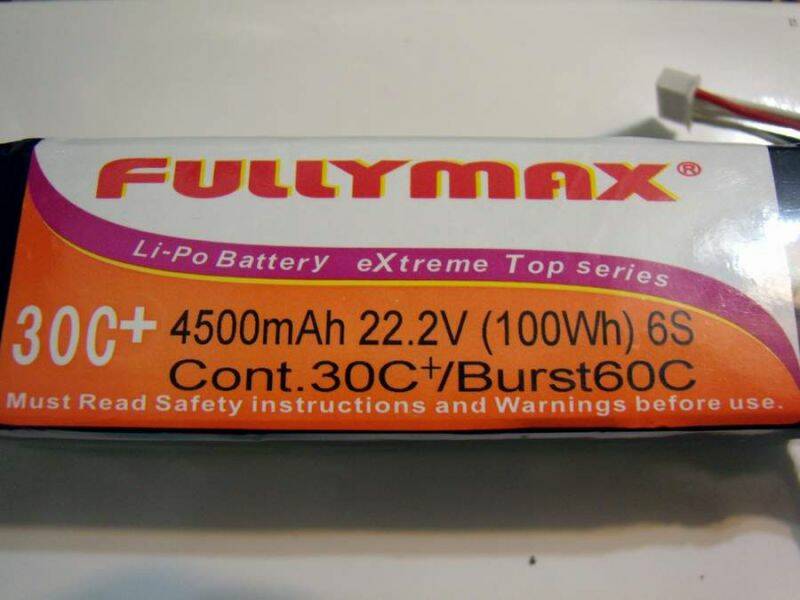 FULLYMAX®
Li-Po Battery eXtreme Top series
30C+ 4500mAh 22.2V (100Wh) 6S
Cont.30C+/Burst60C
Must Read Safety instructions and Warnings before use.